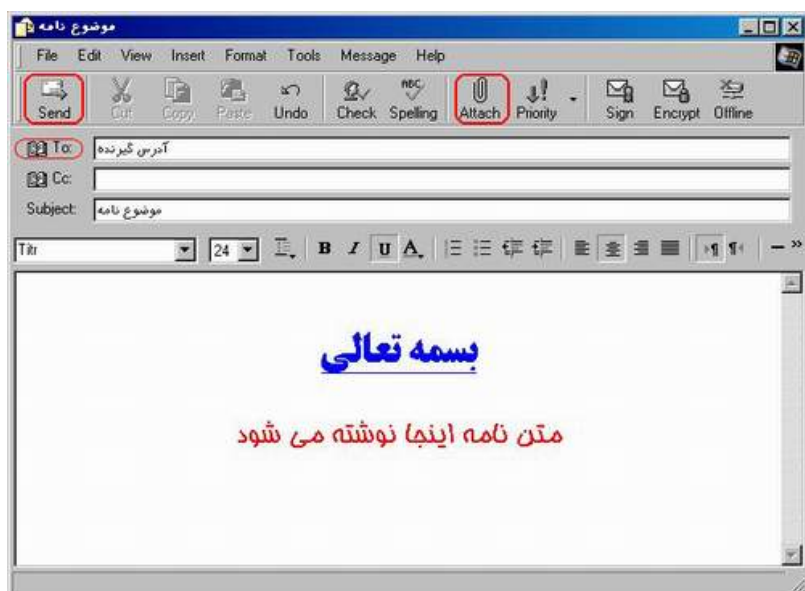 موضوع نامه
File Edit View Insert Format Tools Message Help
Send Cut Copy Paste Undo Check Spelling Attach Priority Sign Encrypt Offline
To: آدرس گیرنده
Cc:
Subject: موضوع نامه
Titr 24 B I U A
بسمه تعالی
متن نامه اینجا نوشته می شود